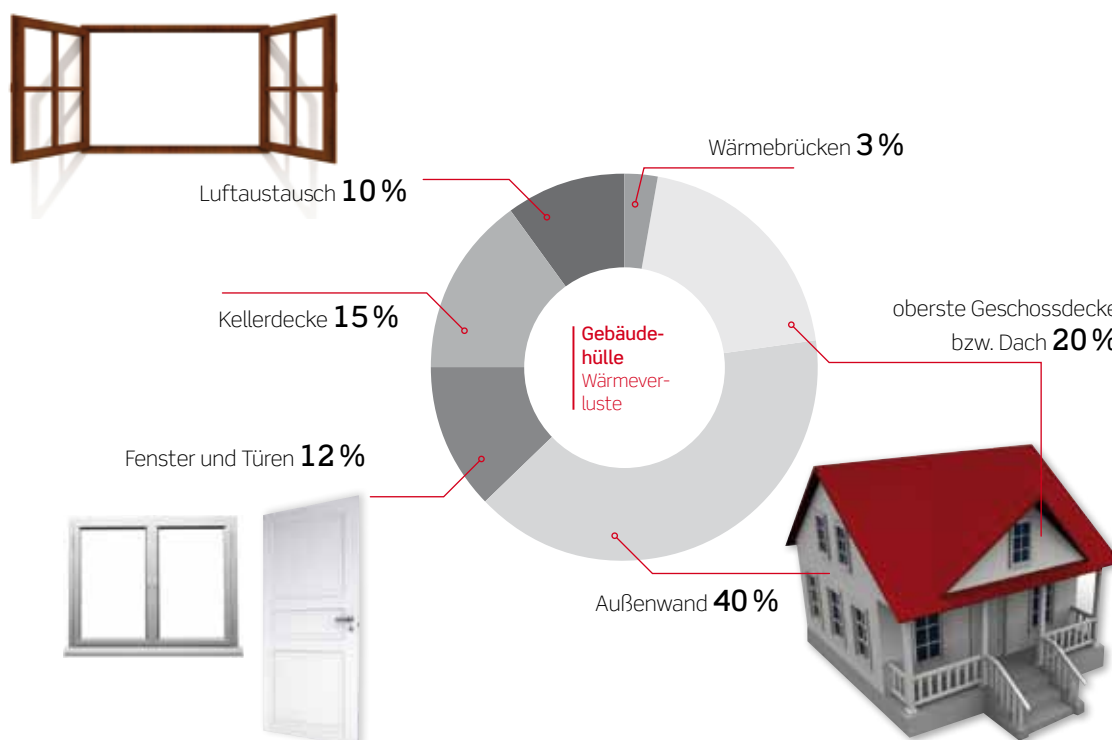 Wärmebrücken 3 %
Luftaustausch 10 %
oberste Geschossdecke
bzw. Dach 20 %
Kellerdecke 15 %
Gebäude-
hülle
Wärmever-
luste
Fenster und Türen 12 %
Außenwand 40 %